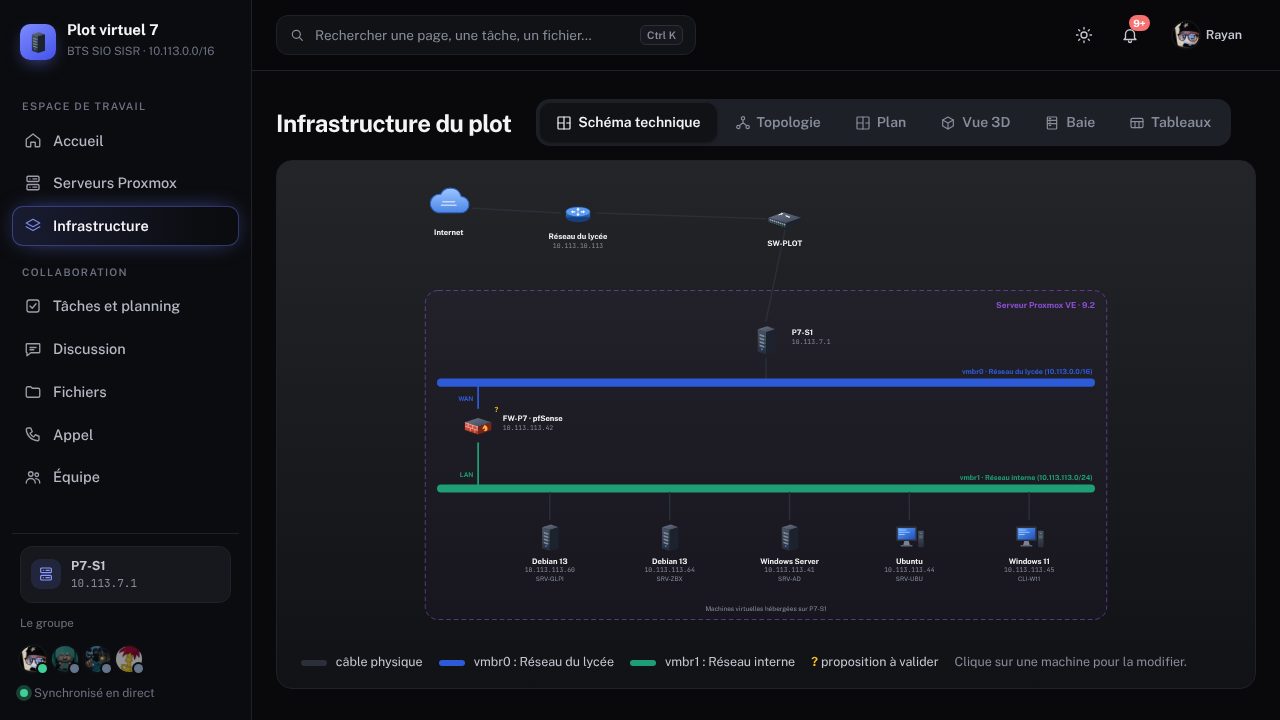 Plot virtuel 7
BTS SIO SISR · 10.113.0.0/16
Rechercher une page, une tâche, un fichier...
Ctrl K
9+
Rayan
ESPACE DE TRAVAIL
Accueil
Serveurs Proxmox
Infrastructure
COLLABORATION
Tâches et planning
Discussion
Fichiers
Appel
Équipe
P7-S1
10.113.7.1
Le groupe
Synchronisé en direct
Infrastructure du plot
Schéma technique
Topologie
Plan
Vue 3D
Baie
Tableaux
Internet
Réseau du lycée
10.113.10.113
SW-PLOT
Serveur Proxmox VE · 9.2
P7-S1
10.113.7.1
vmbr0 · Réseau du lycée (10.113.0.0/16)
WAN
?
FW-P7 · pfSense
10.113.113.42
LAN
vmbr1 · Réseau interne (10.113.113.0/24)
Debian 13
10.113.113.60
SRV-GLPI
Debian 13
10.113.113.64
SRV-ZBX
Windows Server
10.113.113.41
SRV-AD
Ubuntu
10.113.113.44
SRV-UBU
Windows 11
10.113.113.45
CLI-W11
Machines virtuelles hébergées sur P7-S1
câble physique
vmbr0 : Réseau du lycée
vmbr1 : Réseau interne
? proposition à valider
Clique sur une machine pour la modifier.